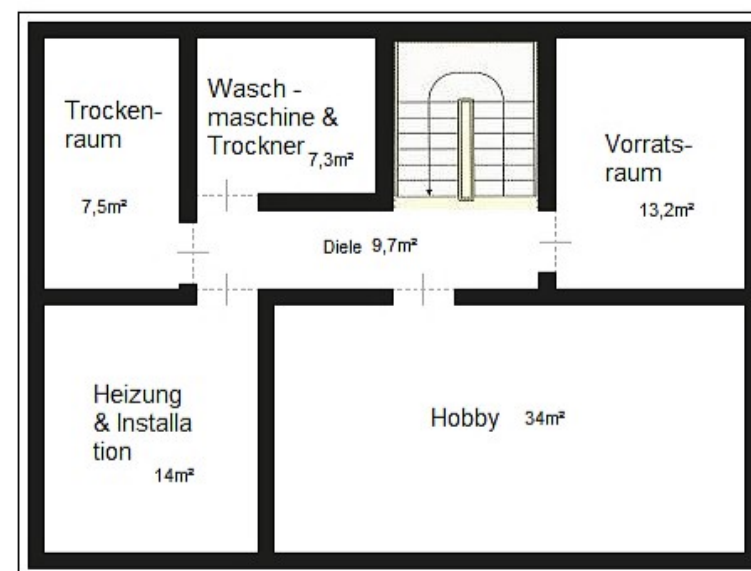 Trocken-
raum
7,5m²
Wasch -
maschine &
Trockner
7,3m²
Vorrats-
raum
13,2m²
Diele 9,7m²
Heizung
& Installa
tion
14m²
Hobby 34m²